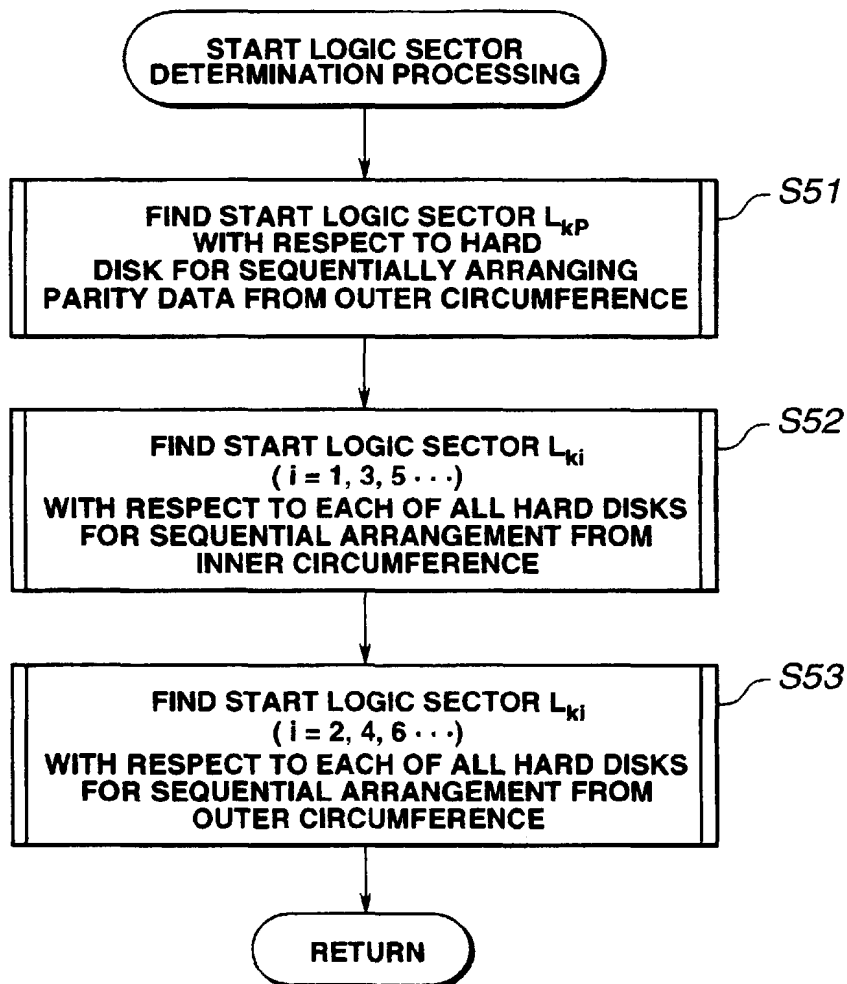 START LOGIC SECTOR
DETERMINATION PROCESSING
S51
FIND START LOGIC SECTOR LkP
WITH RESPECT TO HARD
DISK FOR SEQUENTIALLY ARRANGING
PARITY DATA FROM OUTER CIRCUMFERENCE
S52
FIND START LOGIC SECTOR Lki
( i = 1, 3, 5 · · · )
WITH RESPECT TO EACH OF ALL HARD DISKS
FOR SEQUENTIAL ARRANGEMENT FROM
INNER CIRCUMFERENCE
S53
FIND START LOGIC SECTOR Lki
( i = 2, 4, 6 · · · )
WITH RESPECT TO EACH OF ALL HARD DISKS
FOR SEQUENTIAL ARRANGEMENT FROM
OUTER CIRCUMFERENCE
RETURN